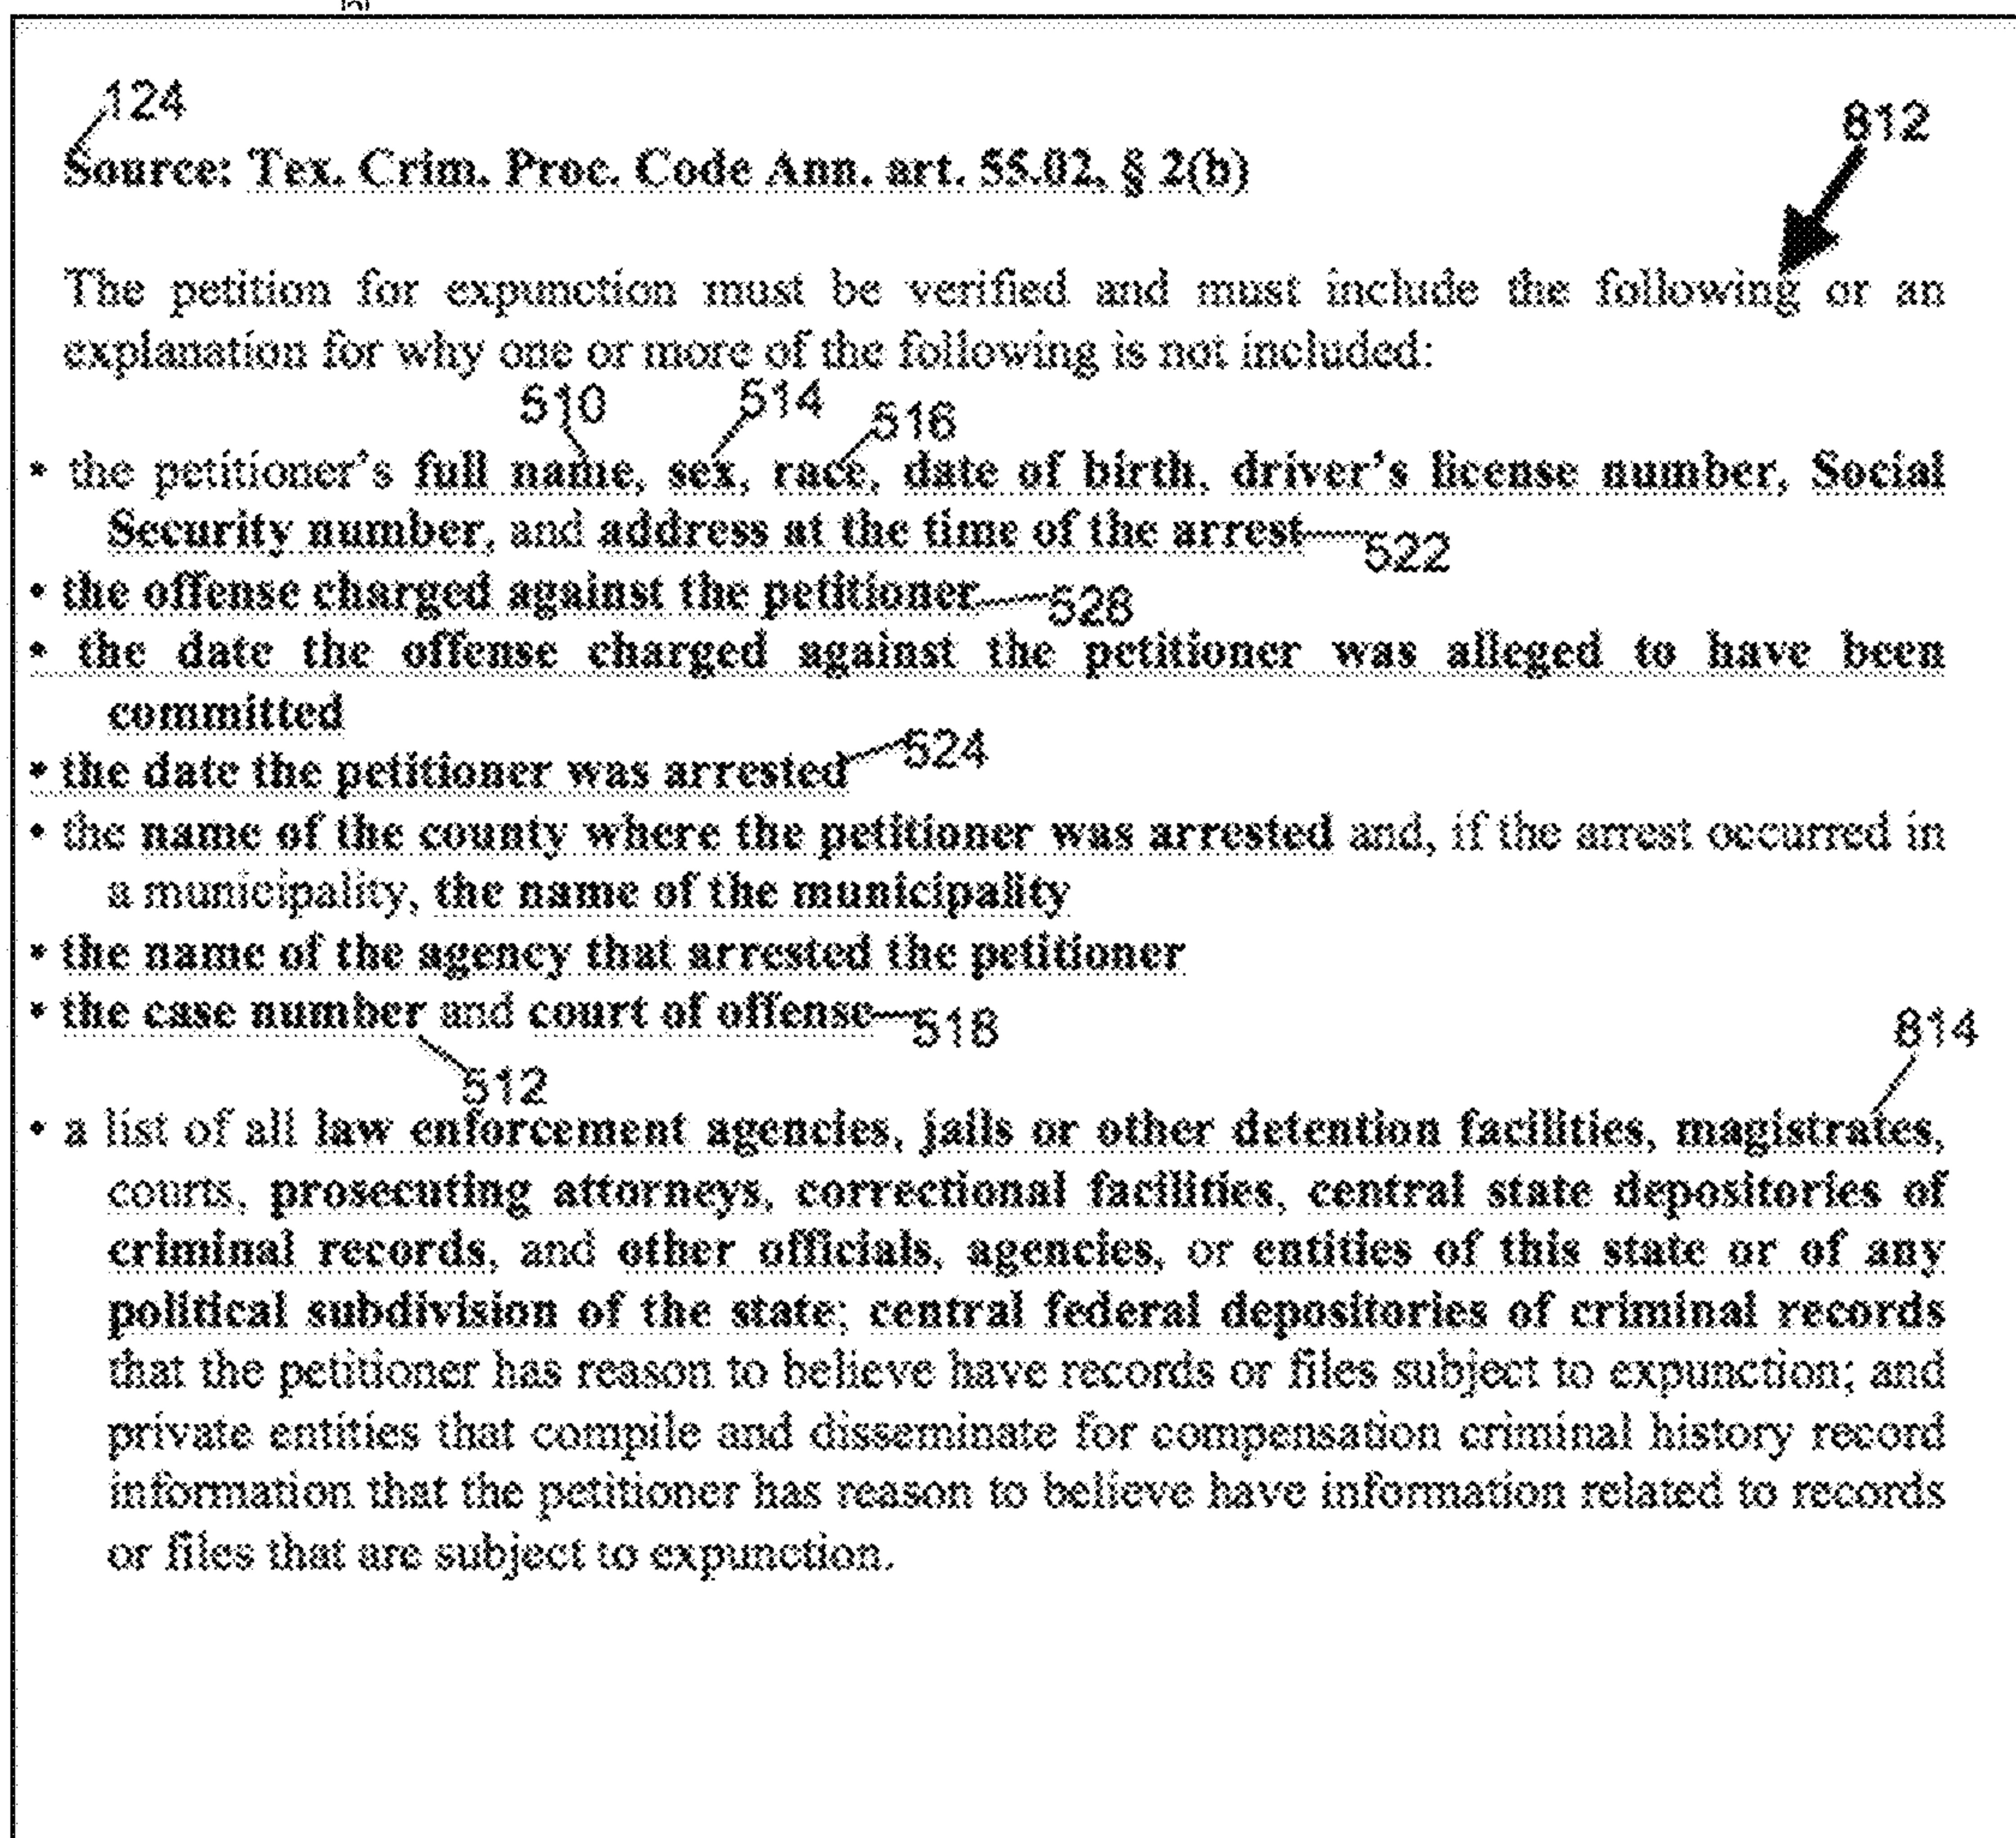 124
812
Source: Tex. Crim. Proc. Code Ann. art. 55.02, § 2(b)
The petition for expunction must be verified and must include the following or an
explanation for why one or more of the following is not included:
510 514 516
• the petitioner's full name, sex, race, date of birth, driver's license number, Social
Security number, and address at the time of the arrest 522
• the offense charged against the petitioner 526
• the date the offense charged against the petitioner was alleged to have been
committed
• the date the petitioner was arrested 524
• the name of the county where the petitioner was arrested and, if the arrest occurred in
a municipality, the name of the municipality
• the name of the agency that arrested the petitioner
• the case number and court of offense 518
814
512
• a list of all law enforcement agencies, jails or other detention facilities, magistrates,
courts, prosecuting attorneys, correctional facilities, central state depositories of
criminal records, and other officials, agencies, or entities of this state or of any
political subdivision of the state; central federal depositories of criminal records
that the petitioner has reason to believe have records or files subject to expunction; and
private entities that compile and disseminate for compensation criminal history record
information that the petitioner has reason to believe have information related to records
or files that are subject to expunction.